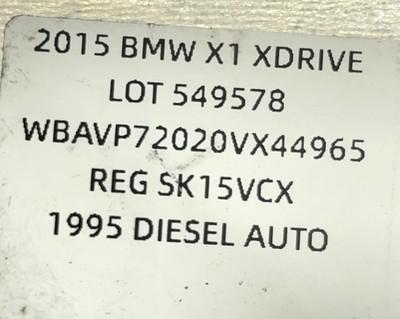 2015 BMW X1 XDRIVE
LOT 549578
WBAVP72020VX44965
REG SK15VCX
1995 DIESEL AUTO